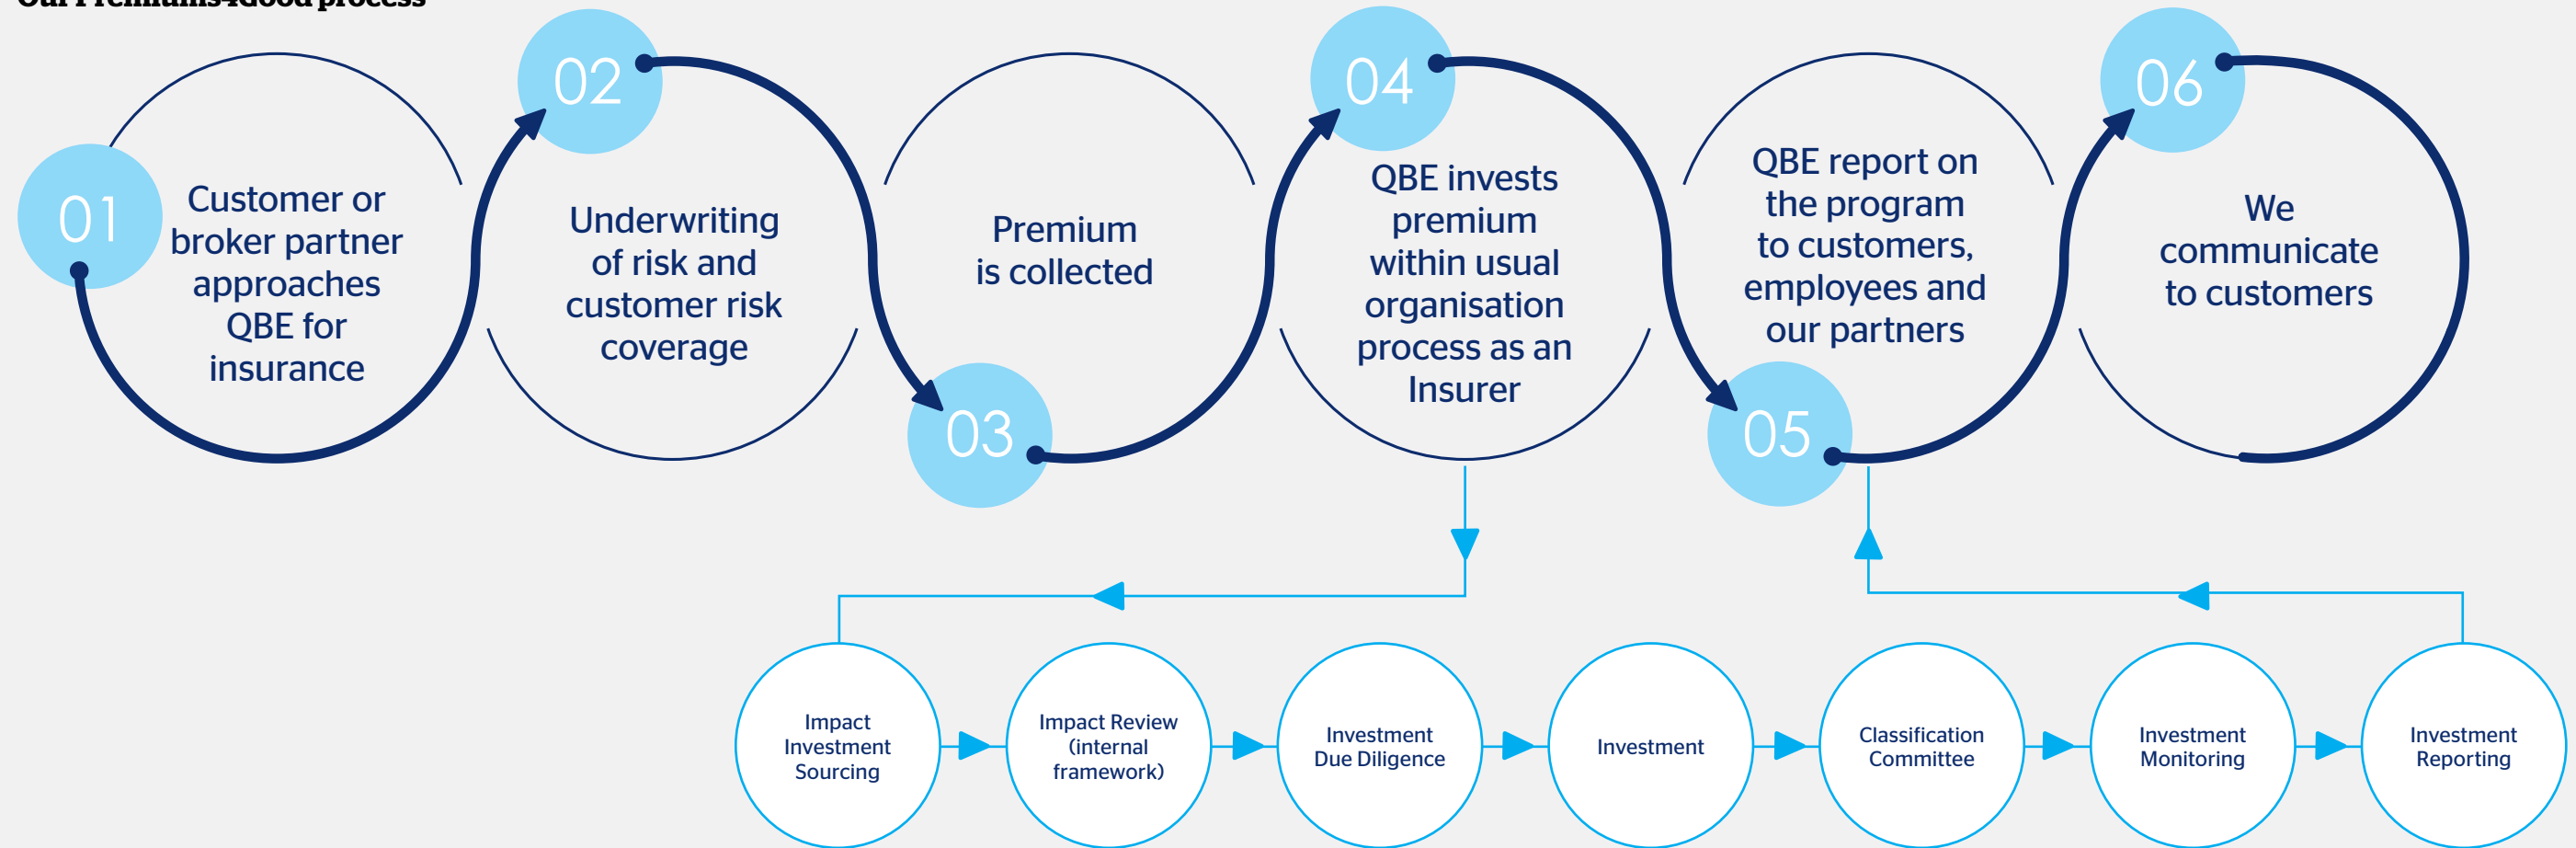 Our Premiums4Good process
01
Customer or
broker partner
approaches
QBE for
insurance
02
Underwriting
of risk and
customer risk
coverage
03
Premium
is collected
04
QBE invests
premium
within usual
organisation
process as an
Insurer
05
QBE report on
the program
to customers,
employees and
our partners
06
We
communicate
to customers
Impact
Investment
Sourcing
Impact Review
(internal
framework)
Investment
Due Diligence
Investment
Classification
Committee
Investment
Monitoring
Investment
Reporting